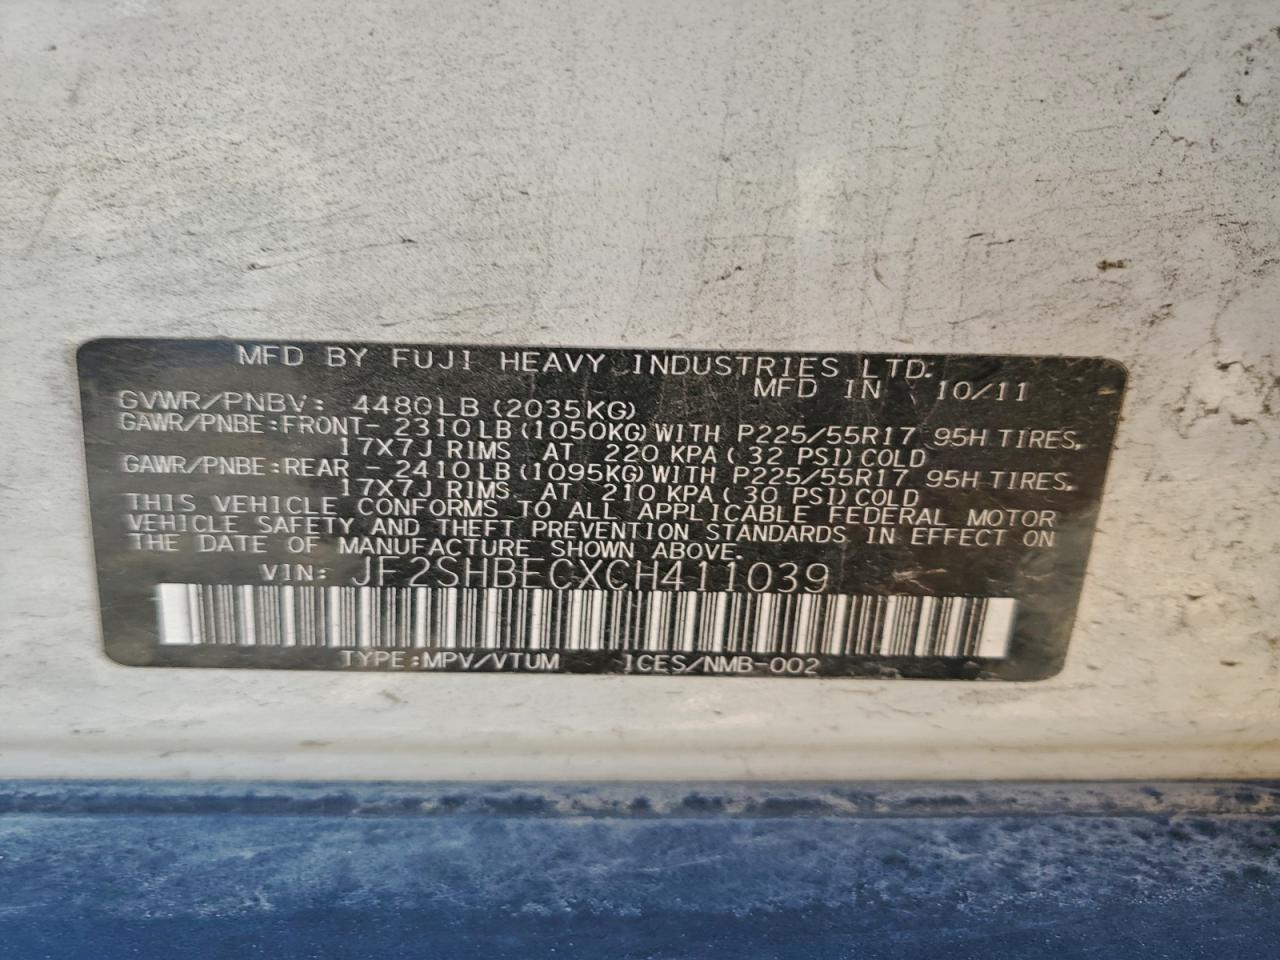 MFD BY FUJI HEAVY INDUSTRIES LTD.
MFD IN 10/11
GVWR/PNBV: 4480LB (2035KG)
GAWR/PNBE:FRONT- 2310LB(1050KG)WITH P225/55R17 95H TIRES,
17X7J RIMS AT 220 KPA( 32 PSI)COLD
GAWR/PNBE:REAR - 2410LB(1095KG)WITH P225/55R17 95H TIRES,
17X7J RIMS AT 210 KPA( 30 PSI)COLD
THIS VEHICLE CONFORMS TO ALL APPLICABLE FEDERAL MOTOR
VEHICLE SAFETY AND THEFT PREVENTION STANDARDS IN EFFECT ON
THE DATE OF MANUFACTURE SHOWN ABOVE.
VIN: JF2SHBECXCH411039
TYPE:MPV/VTUM ICES/NMB-002